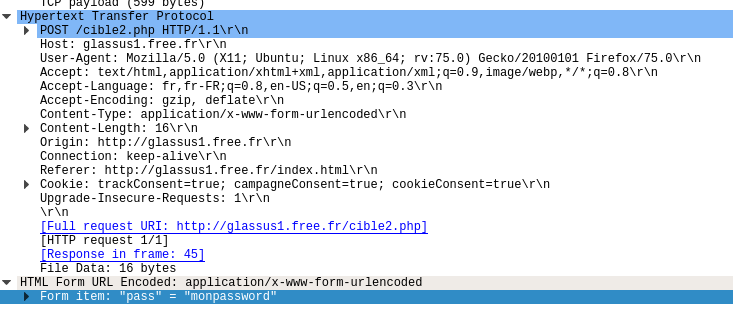 TCP payload (599 bytes)
Hypertext Transfer Protocol
POST /cible2.php HTTP/1.1\r\n
Host: glassus1.free.fr\r\n
User-Agent: Mozilla/5.0 (X11; Ubuntu; Linux x86_64; rv:75.0) Gecko/20100101 Firefox/75.0\r\n
Accept: text/html,application/xhtml+xml,application/xml;q=0.9,image/webp,*/*;q=0.8\r\n
Accept-Language: fr,fr-FR;q=0.8,en-US;q=0.5,en;q=0.3\r\n
Accept-Encoding: gzip, deflate\r\n
Content-Type: application/x-www-form-urlencoded\r\n
Content-Length: 16\r\n
Origin: http://glassus1.free.fr\r\n
Connection: keep-alive\r\n
Referer: http://glassus1.free.fr/index.html\r\n
Cookie: trackConsent=true; campagneConsent=true; cookieConsent=true\r\n
Upgrade-Insecure-Requests: 1\r\n
\r\n
[Full request URI: http://glassus1.free.fr/cible2.php]
[HTTP request 1/1]
[Response in frame: 45]
File Data: 16 bytes
HTML Form URL Encoded: application/x-www-form-urlencoded
Form item: "pass" = "monpassword"